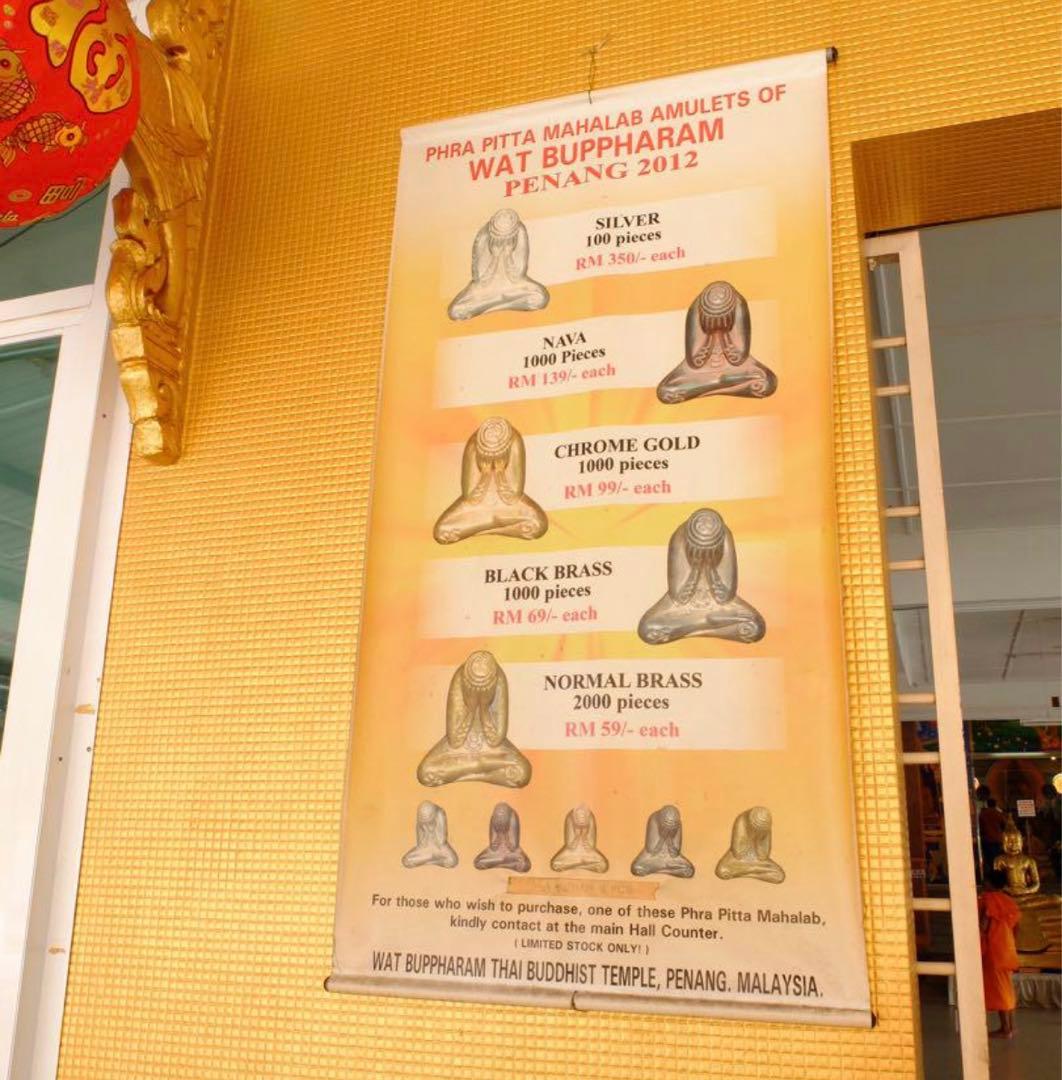 PHRA PITTA MAHALAB AMULETS OF
WAT BUPPHARAM
PENANG 2012
SILVER
100 pieces
RM 350/- each
NAVA
1000 Pieces
RM 139/- each
CHROME GOLD
1000 pieces
RM 99/- each
BLACK BRASS
1000 pieces
RM 69/- each
NORMAL BRASS
2000 pieces
RM 59/- each
For those who wish to purchase, one of these Phra Pitta Mahalab,
kindly contact at the main Hall Counter.
( LIMITED STOCK ONLY! )
WAT BUPPHARAM THAI BUDDHIST TEMPLE, PENANG. MALAYSIA.